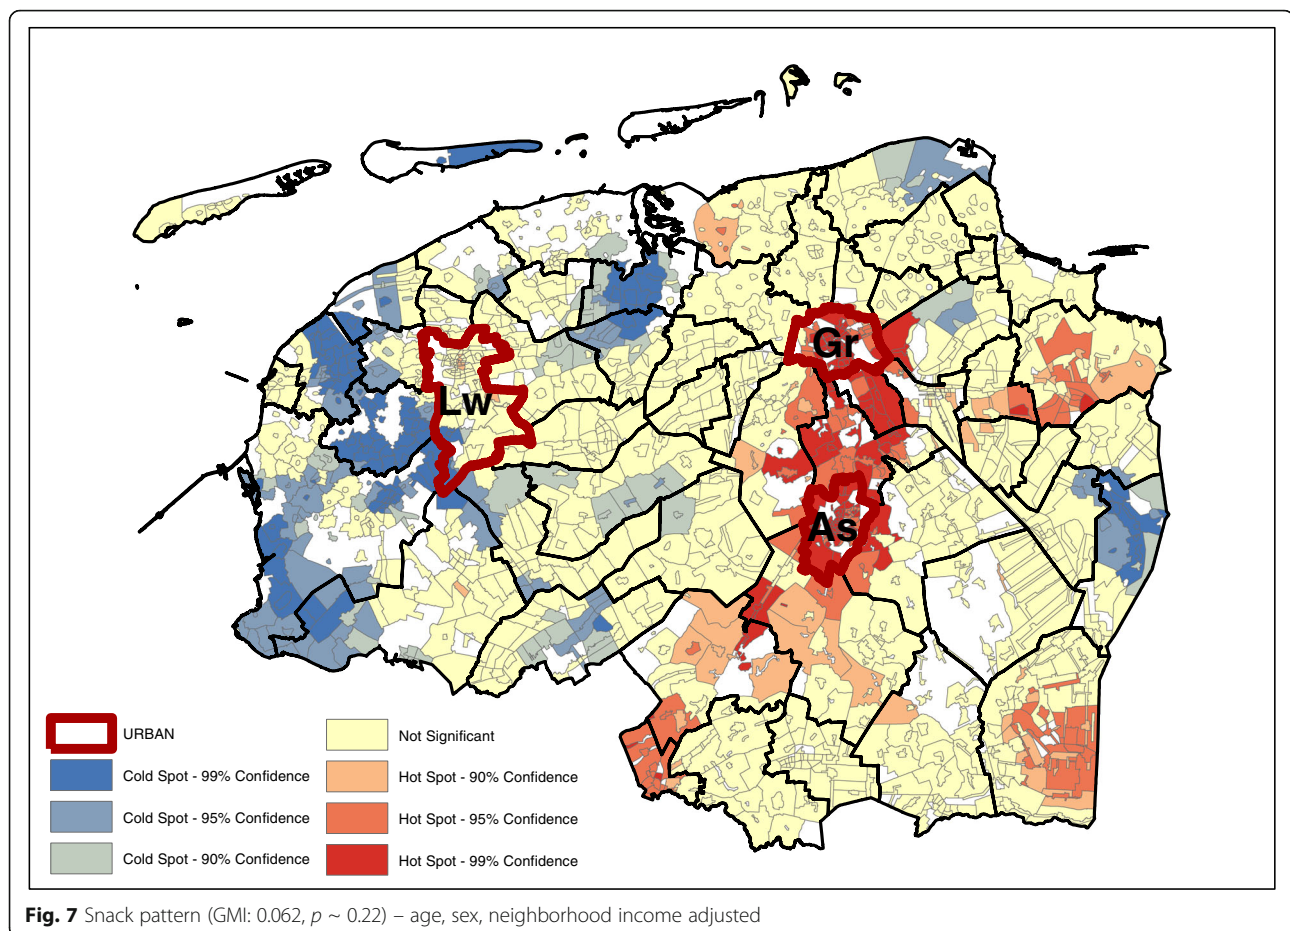 Gr
Lw
As
URBAN
Cold Spot - 99% Confidence
Cold Spot - 95% Confidence
Cold Spot - 90% Confidence
Not Significant
Hot Spot - 90% Confidence
Hot Spot - 95% Confidence
Hot Spot - 99% Confidence
Fig. 7 Snack pattern (GMI: 0.062, p ~ 0.22) – age, sex, neighborhood income adjusted